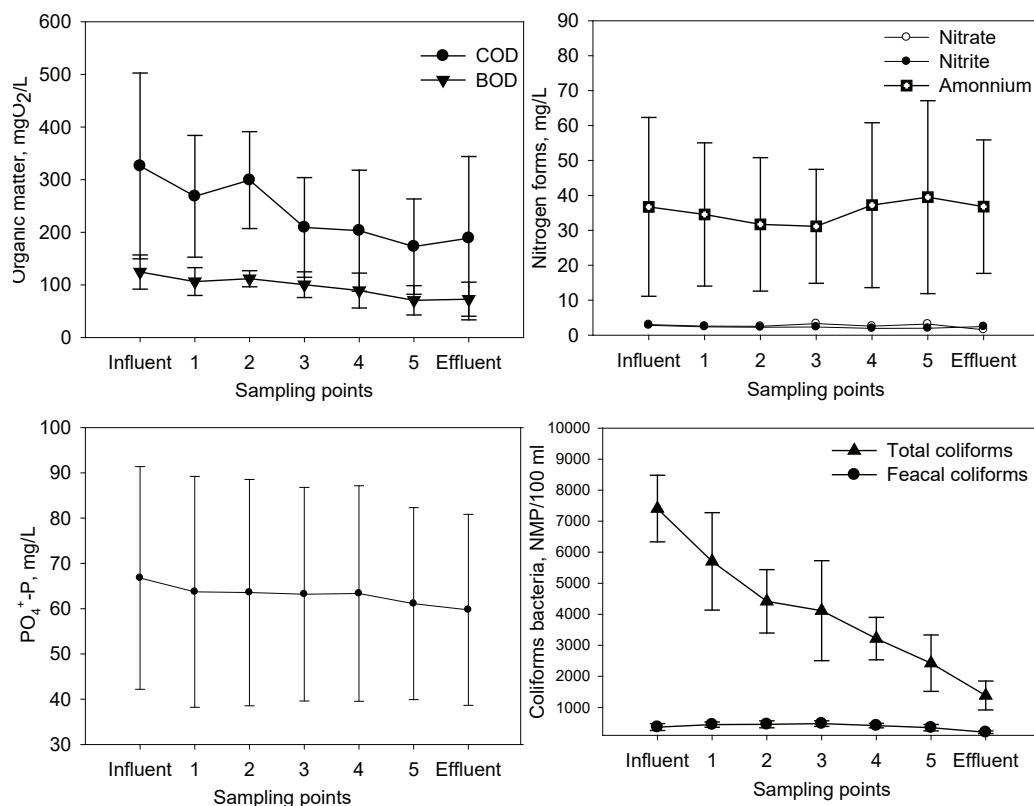 600
500
400
300
200
100
0
Organic matter, mgO2/L
COD
BOD
Influent 1 2 3 4 5 Effluent
Sampling points
90
80
70
60
50
40
30
20
10
0
Nitrogen forms, mg/L
Nitrate
Nitrite
Amonnium
Influent 1 2 3 4 5 Effluent
Sampling points
100
90
80
70
60
50
40
30
PO4+-P, mg/L
Influent 1 2 3 4 5 Effluent
Sampling points
10000
9000
8000
7000
6000
5000
4000
3000
2000
1000
Coliforms bacteria, NMP/100 ml
Total coliforms
Feacal coliforms
Influent 1 2 3 4 5 Effluent
Sampling points